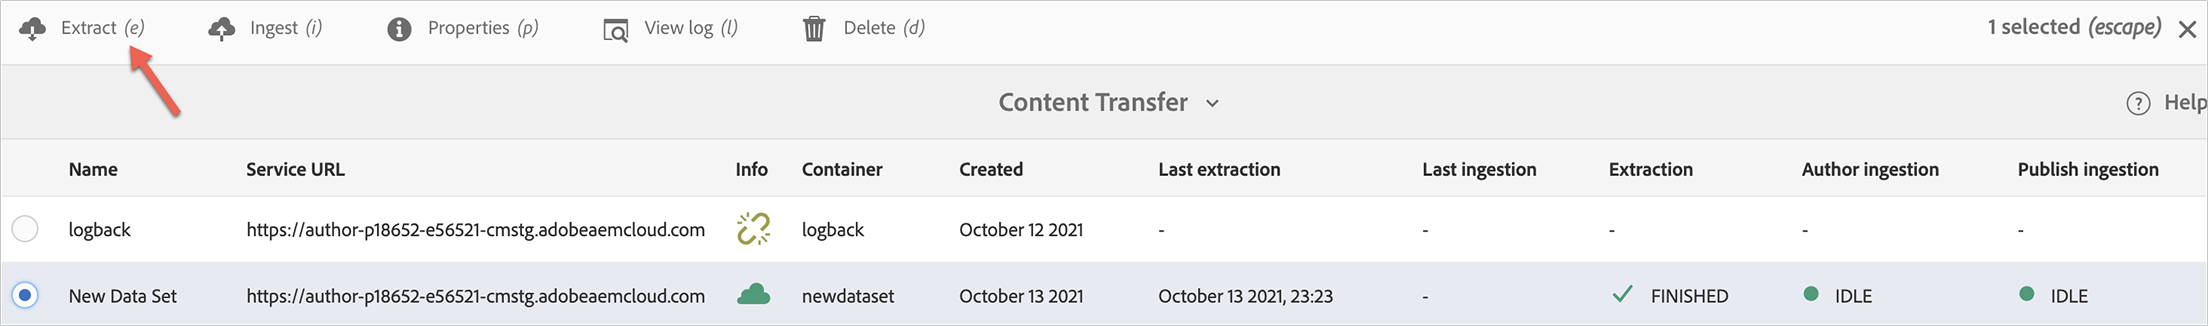 Extract (e) Ingest (i) Properties (p) View log (l) Delete (d) 1 selected (escape)
Content Transfer Help
Name Service URL Info Container Created Last extraction Last ingestion Extraction Author ingestion Publish ingestion
logback https://author-p18652-e56521-cmstg.adobeaemcloud.com logback October 12 2021 - - - - -
New Data Set https://author-p18652-e56521-cmstg.adobeaemcloud.com newdataset October 13 2021 October 13 2021, 23:23 - FINISHED IDLE IDLE